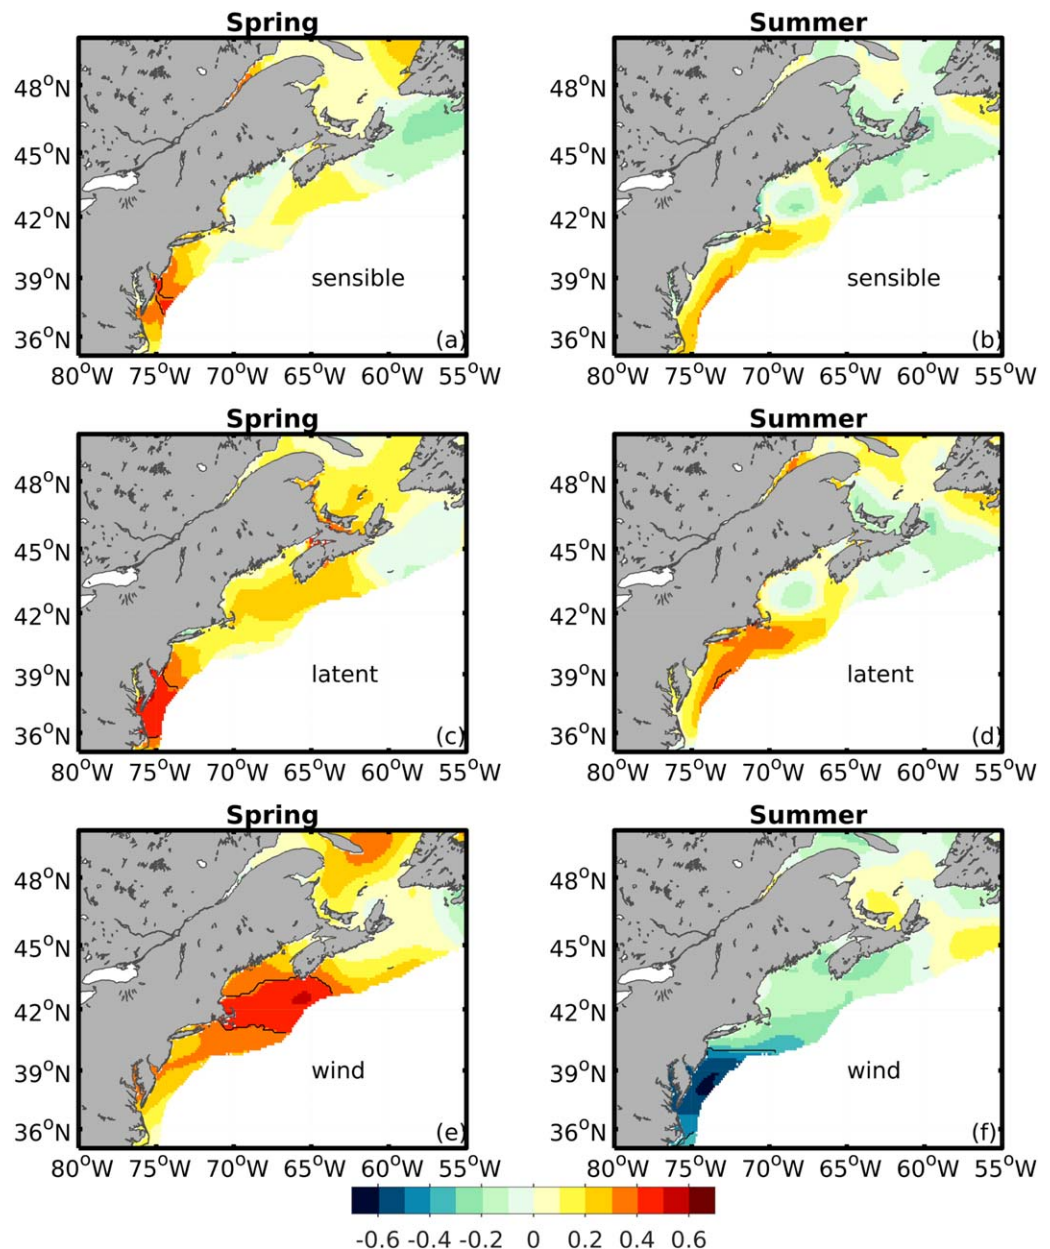 Spring Summer
48°N 48°N
45°N 45°N
42°N 42°N
39°N 39°N
sensible sensible
36°N 36°N
(a) (b)
80°W 75°W 70°W 65°W 60°W 55°W 80°W 75°W 70°W 65°W 60°W 55°W
Spring Summer
48°N 48°N
45°N 45°N
42°N 42°N
39°N 39°N
latent latent
36°N 36°N
(c) (d)
80°W 75°W 70°W 65°W 60°W 55°W 80°W 75°W 70°W 65°W 60°W 55°W
Spring Summer
48°N 48°N
45°N 45°N
42°N 42°N
39°N 39°N
wind wind
36°N 36°N
(e) (f)
80°W 75°W 70°W 65°W 60°W 55°W 80°W 75°W 70°W 65°W 60°W 55°W
-0.6 -0.4 -0.2 0 0.2 0.4 0.6